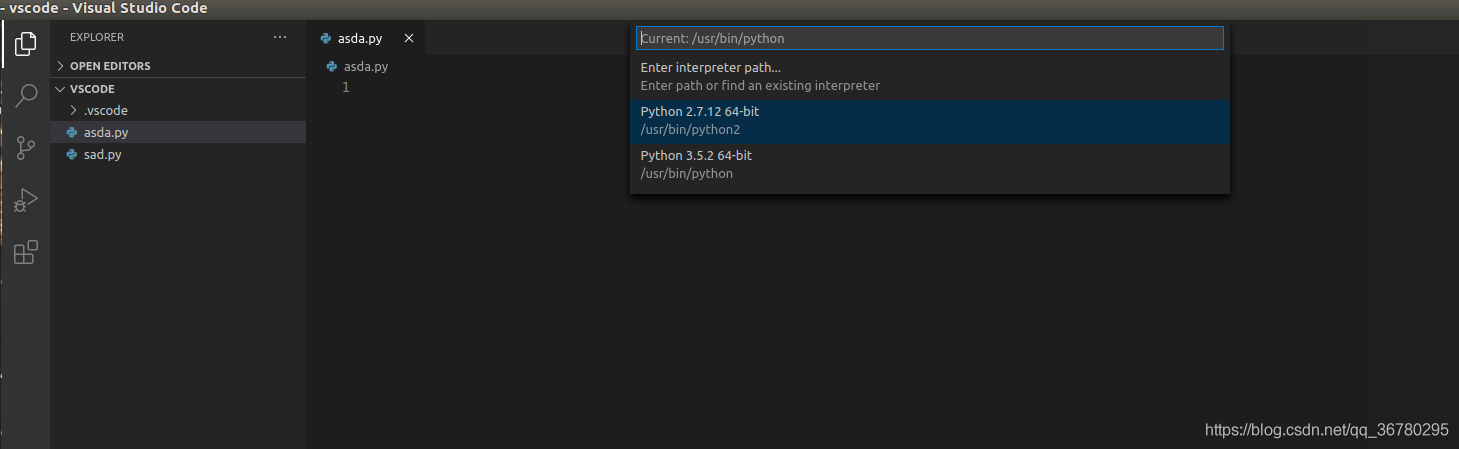 - vscode - Visual Studio Code
EXPLORER ...
OPEN EDITORS
VSCODE
.vscode
asda.py
sad.py
asda.py
asda.py
1
Current: /usr/bin/python
Enter interpreter path...
Enter path or find an existing interpreter
Python 2.7.12 64-bit
/usr/bin/python2
Python 3.5.2 64-bit
/usr/bin/python
https://blog.csdn.net/qq_36780295